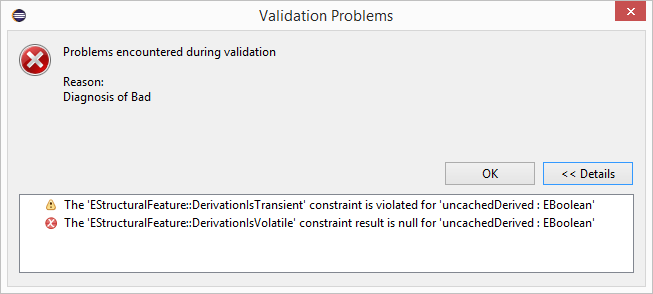 Validation Problems
Problems encountered during validation
Reason:
Diagnosis of Bad
OK
<< Details
The 'EStructuralFeature::DerivationIsTransient' constraint is violated for 'uncachedDerived : EBoolean'
The 'EStructuralFeature::DerivationIsVolatile' constraint result is null for 'uncachedDerived : EBoolean'